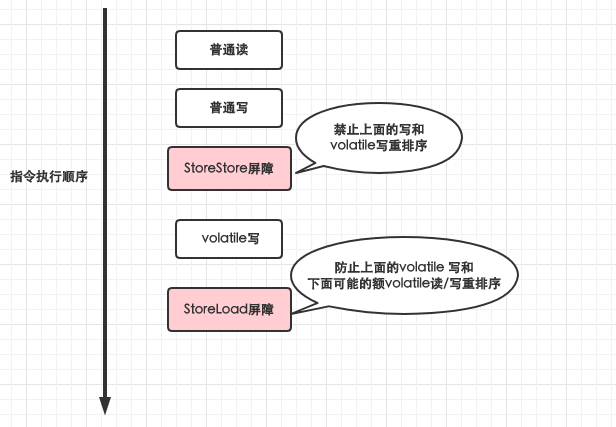 普通读
普通写
禁止上面的写和
volatile写重排序
指令执行顺序
StoreStore屏障
volatile写
防止上面的volatile 写和
下面可能的额volatile读/写重排序
StoreLoad屏障